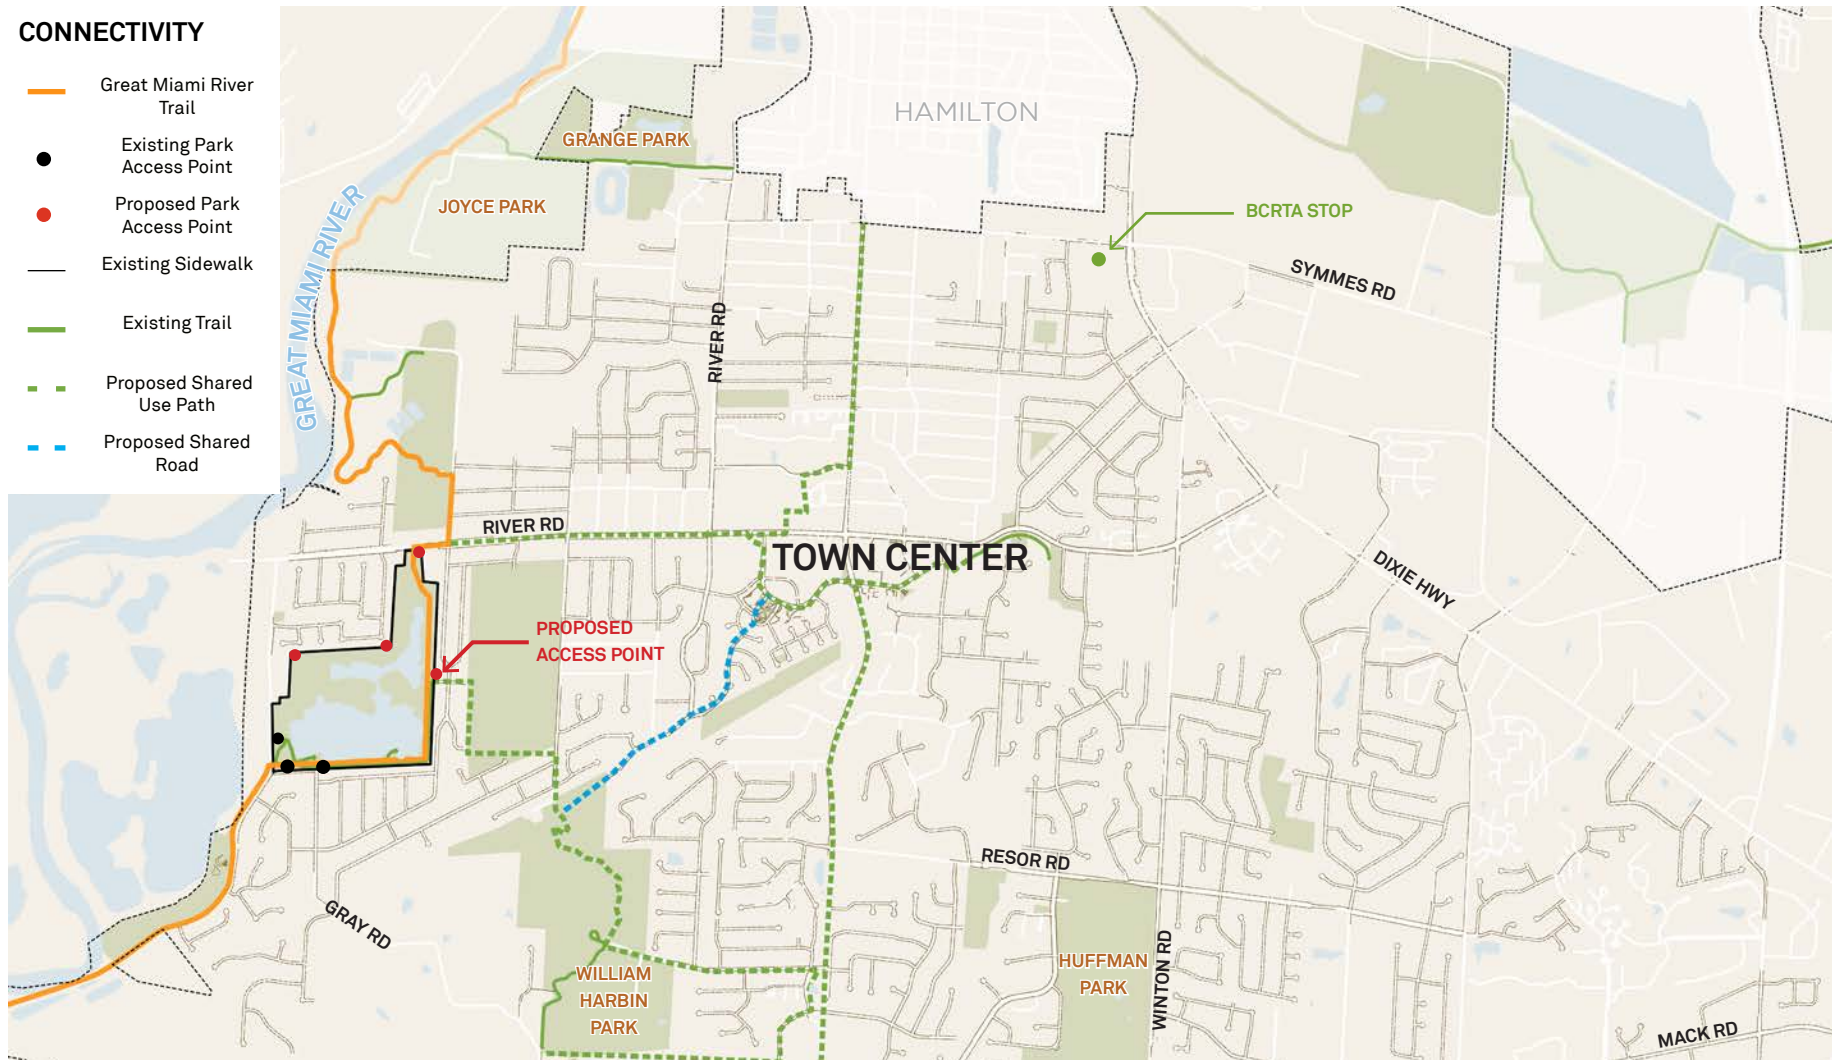 CONNECTIVITY
Great Miami River
Trail
Existing Park
Access Point
Proposed Park
Access Point
Existing Sidewalk
Existing Trail
Proposed Shared
Use Path
Proposed Shared
Road
HAMILTON
GRANGE PARK
JOYCE PARK
GREAT MIAMI RIVER
BCRTA STOP
SYMMES RD
RIVER RD
RIVER RD
TOWN CENTER
DIXIE HWY
PROPOSED
ACCESS POINT
RESOR RD
GRAY RD
WILLIAM
HARBIN
PARK
HUFFMAN
PARK
WINTON RD
MACK RD